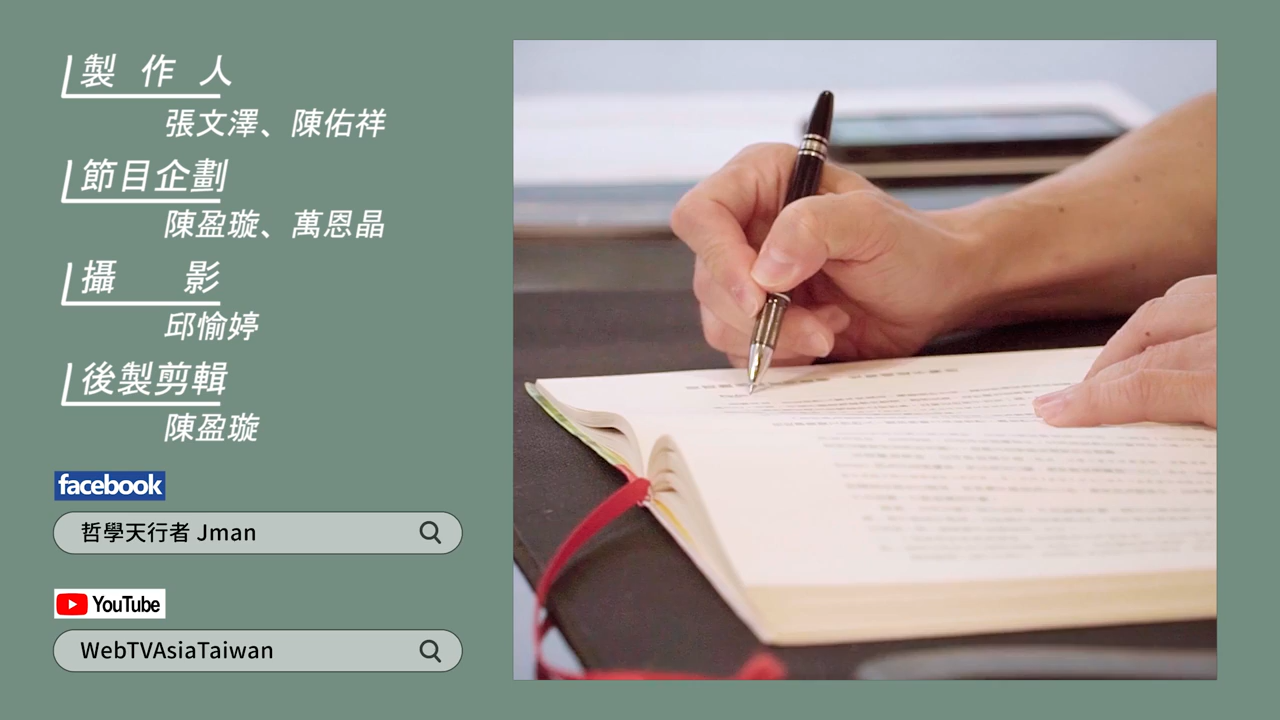 製 作 人
張文澤、陳佑祥
節目企劃
陳盈璇、萬恩晶
攝 影
邱愉婷
後製剪輯
陳盈璇
facebook
哲學天行者 Jman
YouTube
WebTVAsiaTaiwan